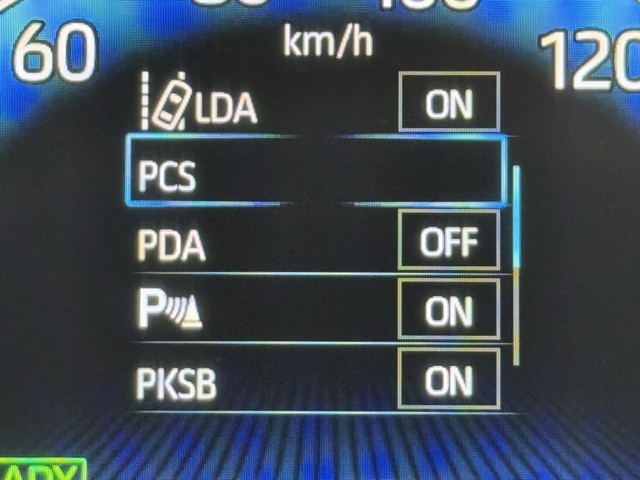 60
km/h
120
LDA ON
PCS
PDA OFF
P ON
PKSB ON